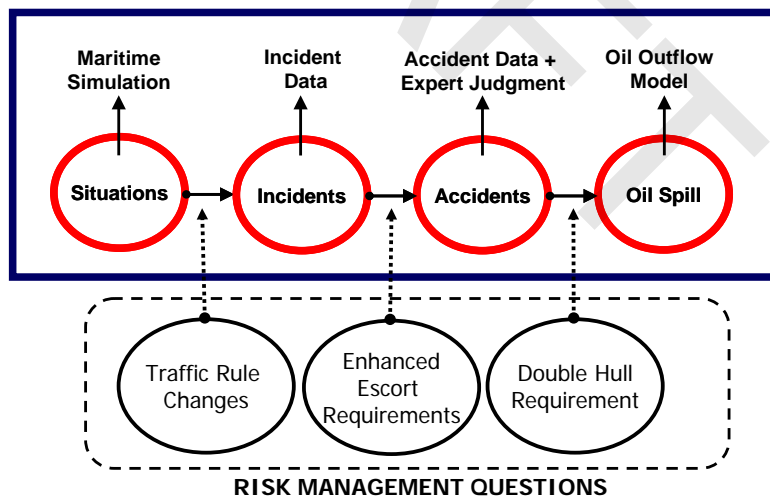 Maritime
Simulation
Incident
Data
Accident Data +
Expert Judgment
Oil Outflow
Model
Situations
Incidents
Accidents
Oil Spill
Traffic Rule
Changes
Enhanced
Escort
Requirements
Double Hull
Requirement
RISK MANAGEMENT QUESTIONS